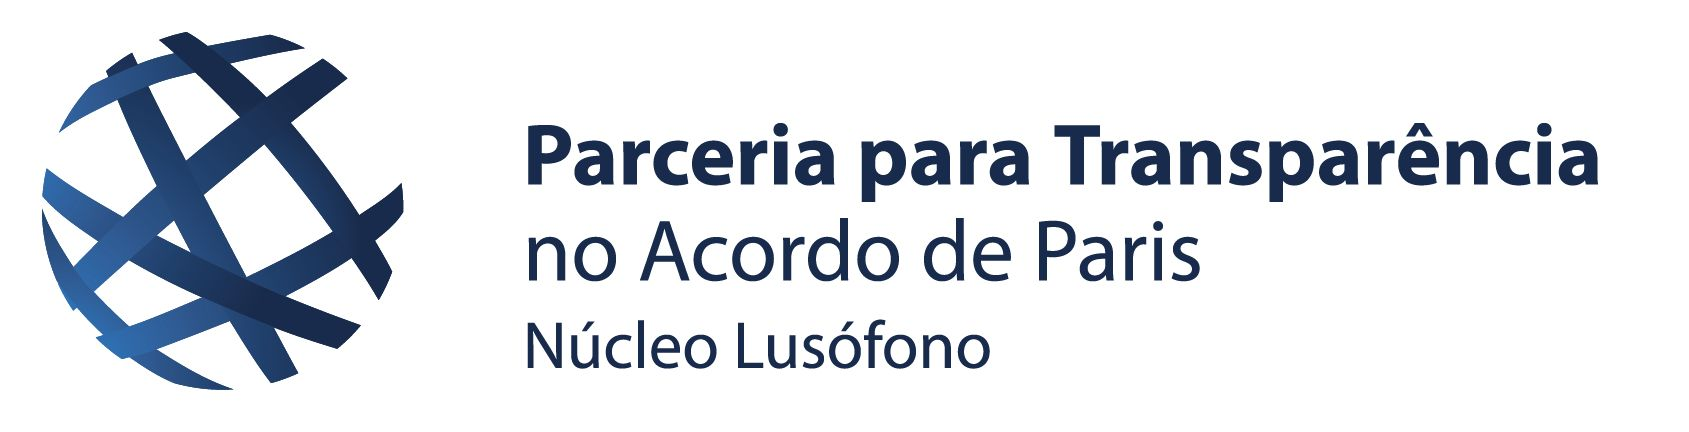 Parceria para Transparência
no Acordo de Paris
Núcleo Lusófono